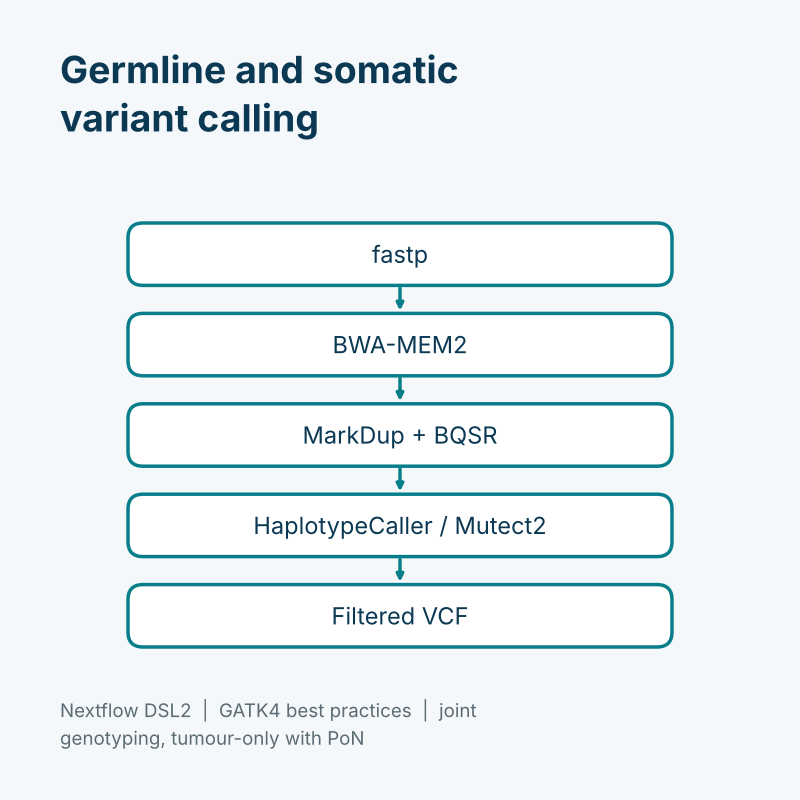 Germline and somatic
variant calling
fastp
BWA-MEM2
MarkDup + BQSR
HaplotypeCaller / Mutect2
Filtered VCF
Nextflow DSL2 | GATK4 best practices | joint
genotyping, tumour-only with PoN